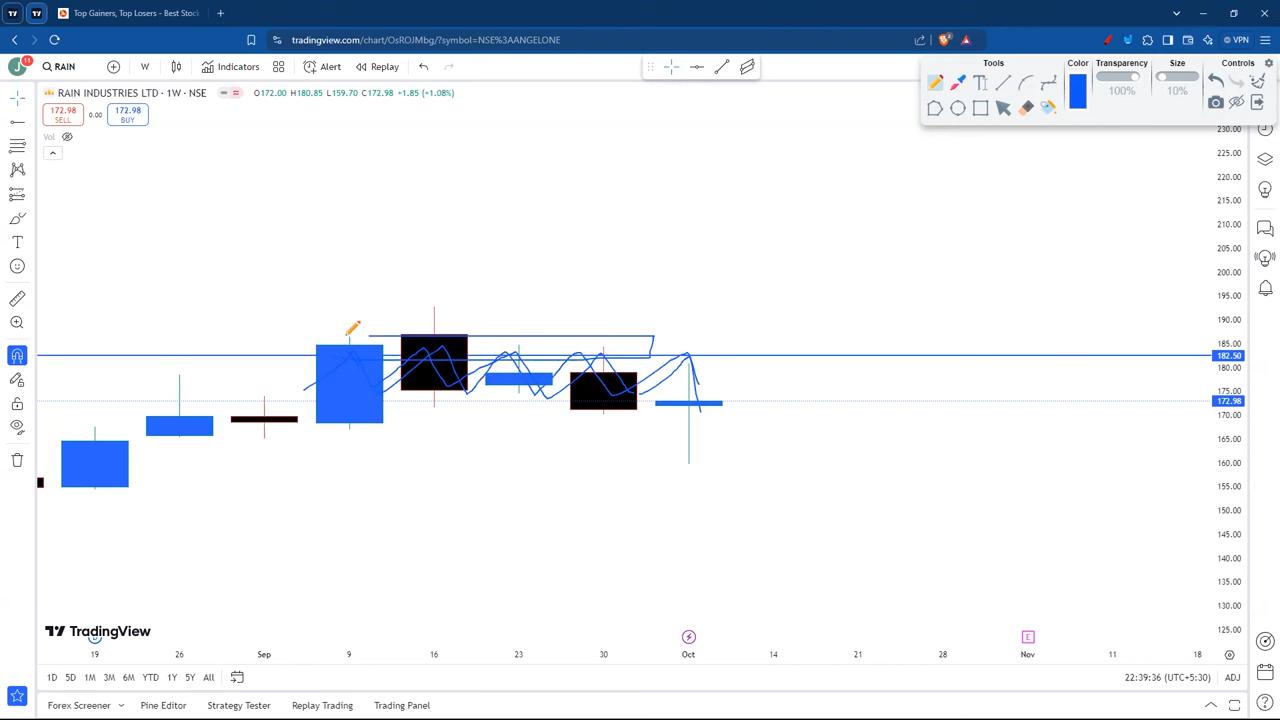 Top Gainers, Top Losers – Best Stoc
tradingview.com/chart/OsROJMbg/?symbol=NSE%3AANGELONE
2
VPN
J
11
RAIN
W
Indicators
Alert
Replay
Tools
Color
Transparency
Size
Controls
100%
10%
RAIN INDUSTRIES LTD · 1W · NSE
O172.00 H180.85 L159.70 C172.98 +1.85 (+1.08%)
172.98
SELL
0.00
172.98
BUY
Vol
230.00
225.00
220.00
215.00
210.00
205.00
200.00
195.00
190.00
185.00
182.50
180.00
175.00
172.98
170.00
165.00
160.00
155.00
150.00
145.00
140.00
135.00
130.00
125.00
TradingView
E
19
26
Sep
9
16
23
30
Oct
14
21
28
Nov
11
18
1D
5D
1M
3M
6M
YTD
1Y
5Y
All
22:39:36 (UTC+5:30)
ADJ
Forex Screener
Pine Editor
Strategy Tester
Replay Trading
Trading Panel